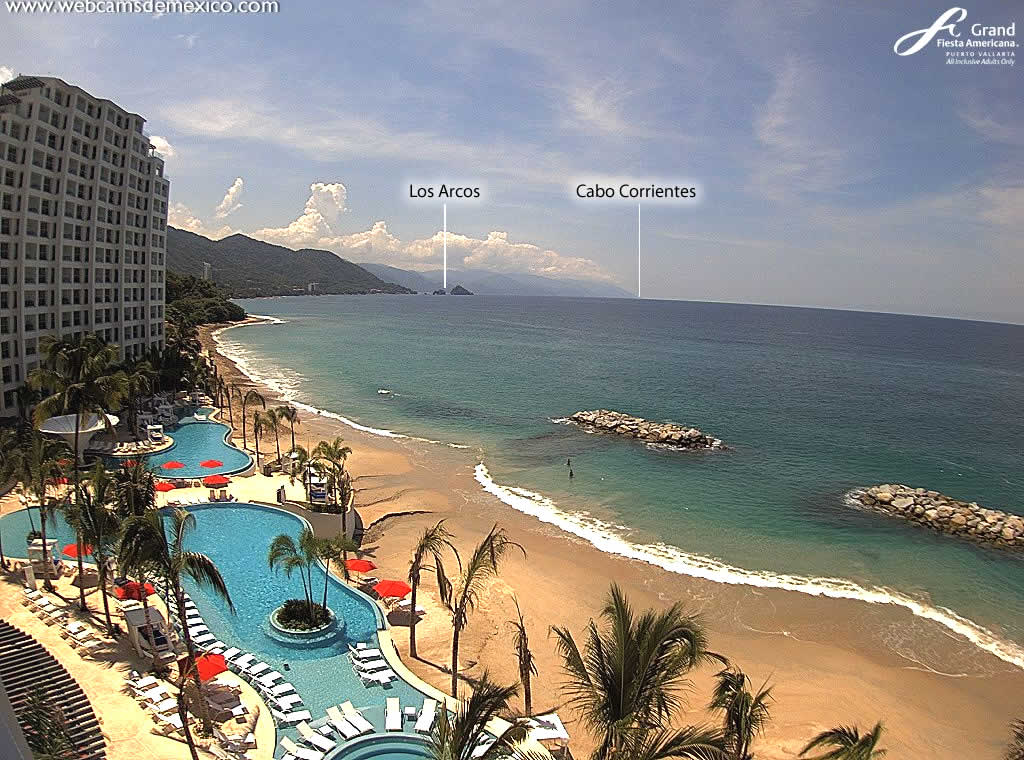 www.webcamsdemexico.com
Grand
Fiesta Americana.
PUERTO VALLARTA
All Inclusive Adults Only
Los Arcos
Cabo Corrientes